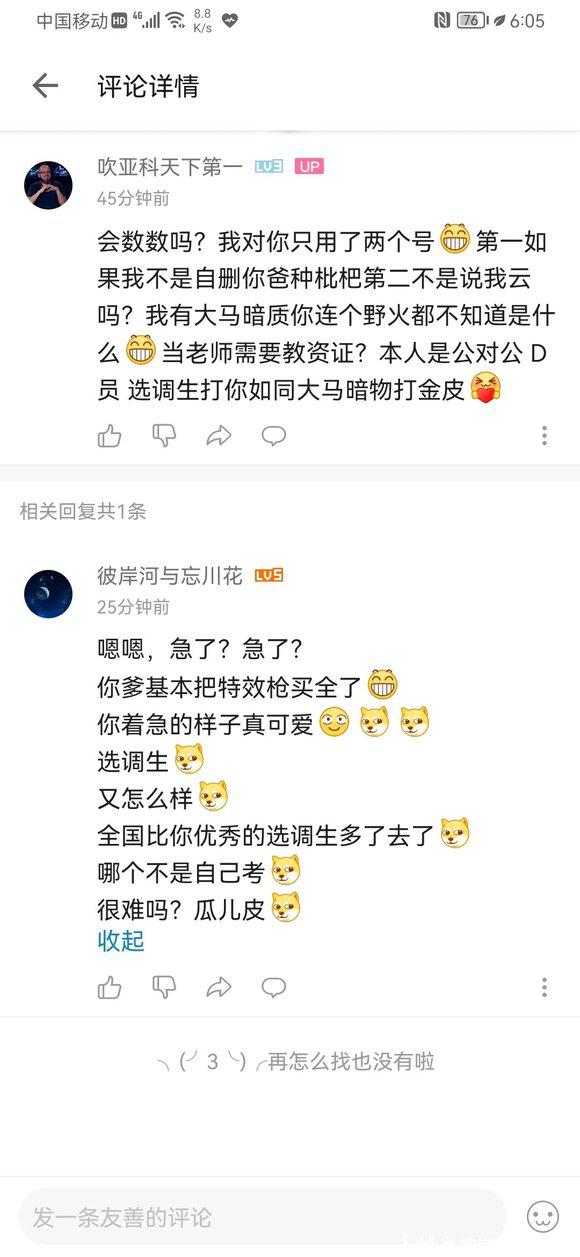 中国移动 HD 4G 8.8 K/s 76 6:05
评论详情
吹亚科天下第一 LV3 UP
45分钟前
会数数吗？我对你只用了两个号 第一如
果我不是自删你爸种枇杷第二不是说我云
吗？我有大马暗质你连个野火都不知道是什
么 当老师需要教资证？本人是公对公 D
员 选调生打你如同大马暗物打金皮
相关回复共1条
彼岸河与忘川花 LV5
25分钟前
嗯嗯，急了？急了？
你爹基本把特效枪买全了
你着急的样子真可爱
选调生
又怎么样
全国比你优秀的选调生多了去了
哪个不是自己考
很难吗？瓜儿皮
收起
╮(╯3╰)╭再怎么找也没有啦
发一条友善的评论